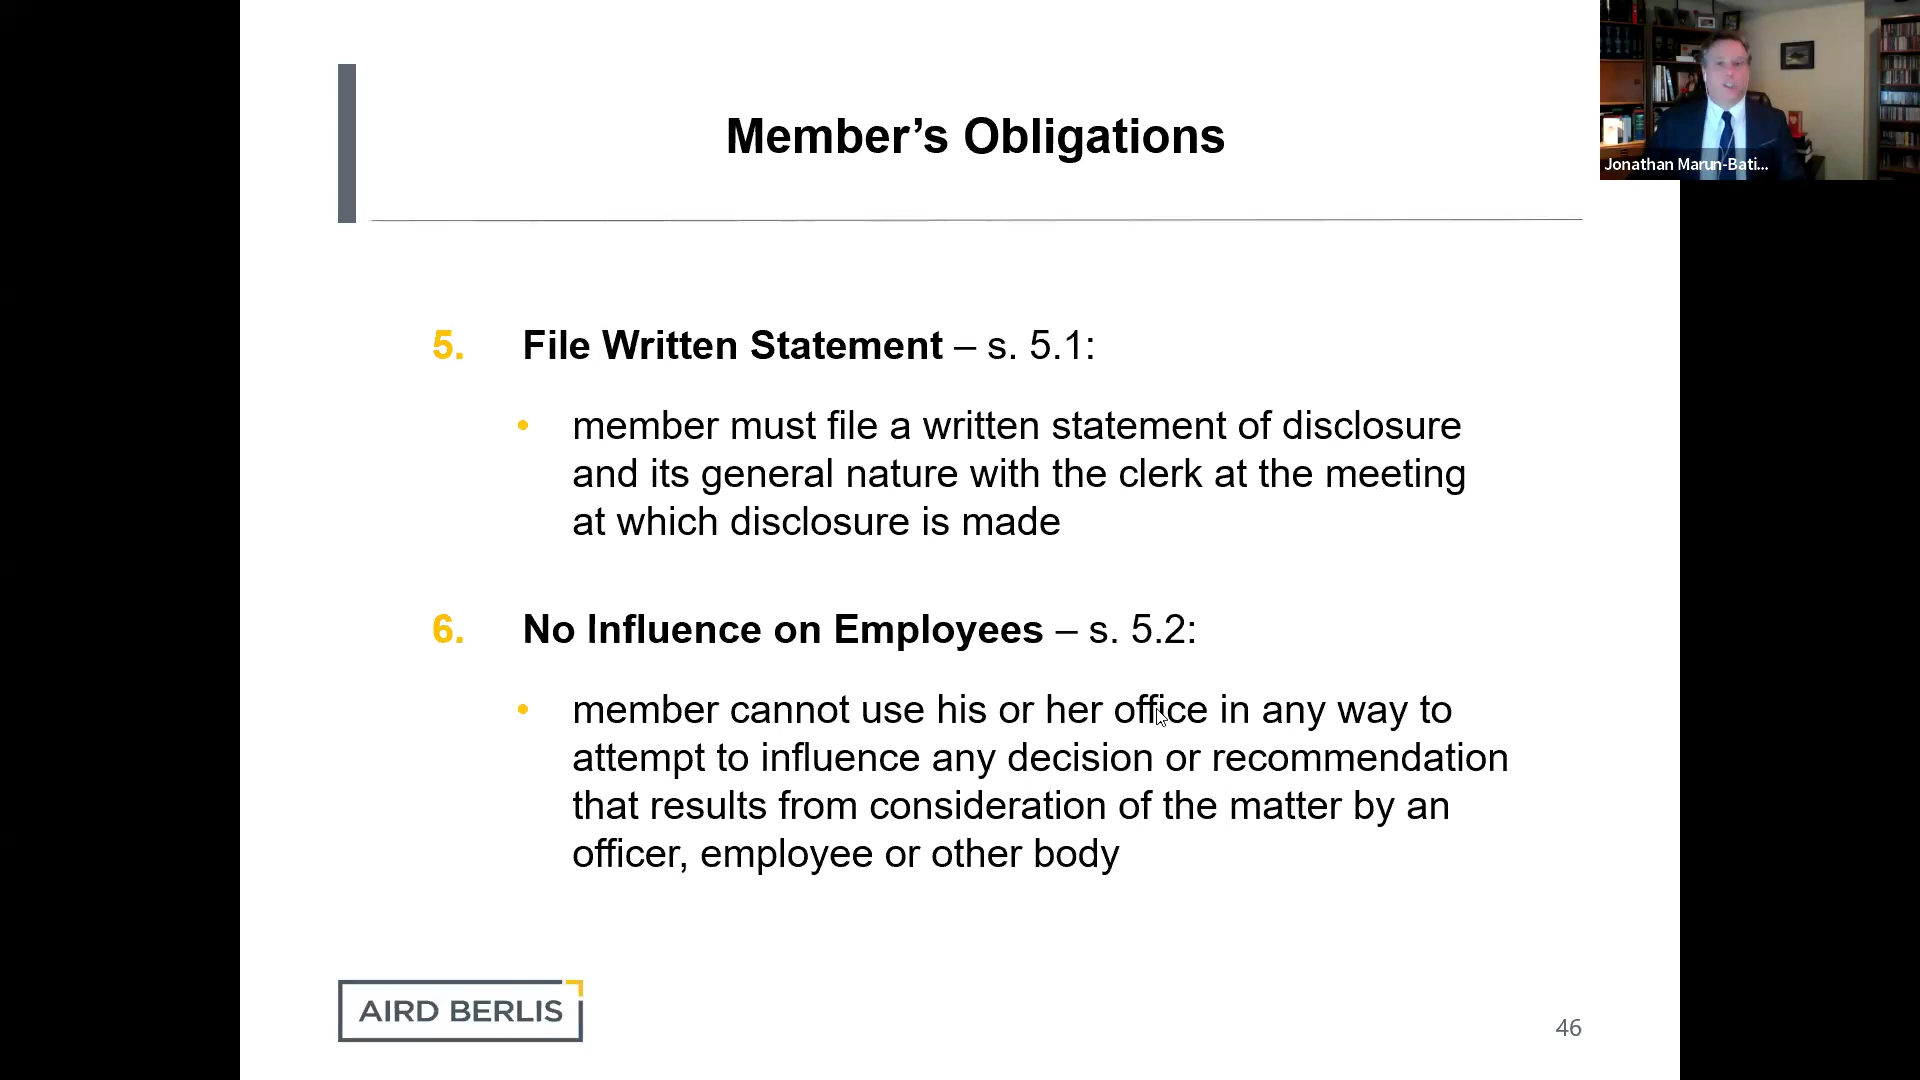 Member’s Obligations
Jonathan Marun-Bati...
5. File Written Statement – s. 5.1:
• member must file a written statement of disclosure
and its general nature with the clerk at the meeting
at which disclosure is made
6. No Influence on Employees – s. 5.2:
• member cannot use his or her office in any way to
attempt to influence any decision or recommendation
that results from consideration of the matter by an
officer, employee or other body
AIRD BERLIS
46